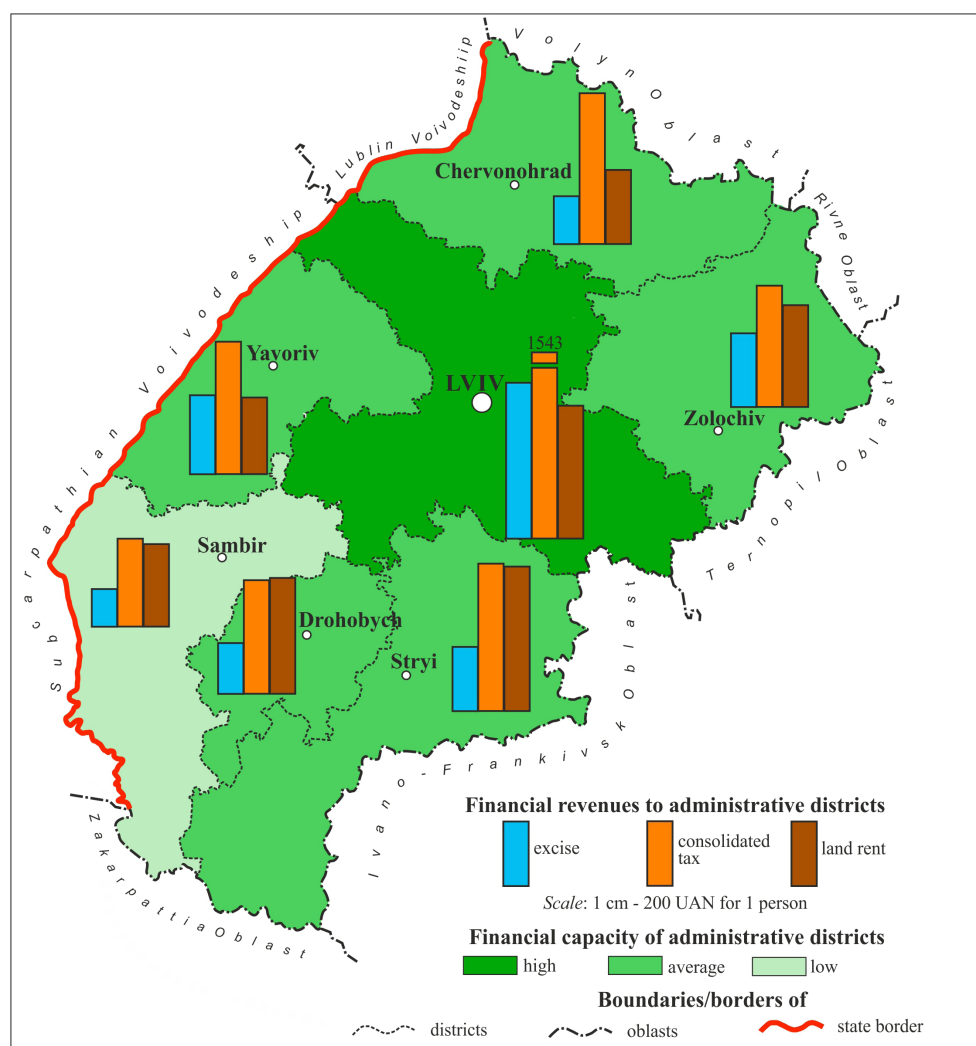 Volyn Oblast
Lublin Voivodeshiip
Chervonohrad
Rivne Oblast
Subcarpathian Voivodeship
Yavoriv
1543
LVIV
Zolochiv
Ternopil Oblast
Sambir
Drohobych
Stryi
Ivano-Frankivsk Oblast
Zakarpattia Oblast
Financial revenues to administrative districts
excise
consolidated
tax
land rent
Scale: 1 cm - 200 UAN for 1 person
Financial capacity of administrative districts
high
average
low
Boundaries/borders of
districts
oblasts
state border